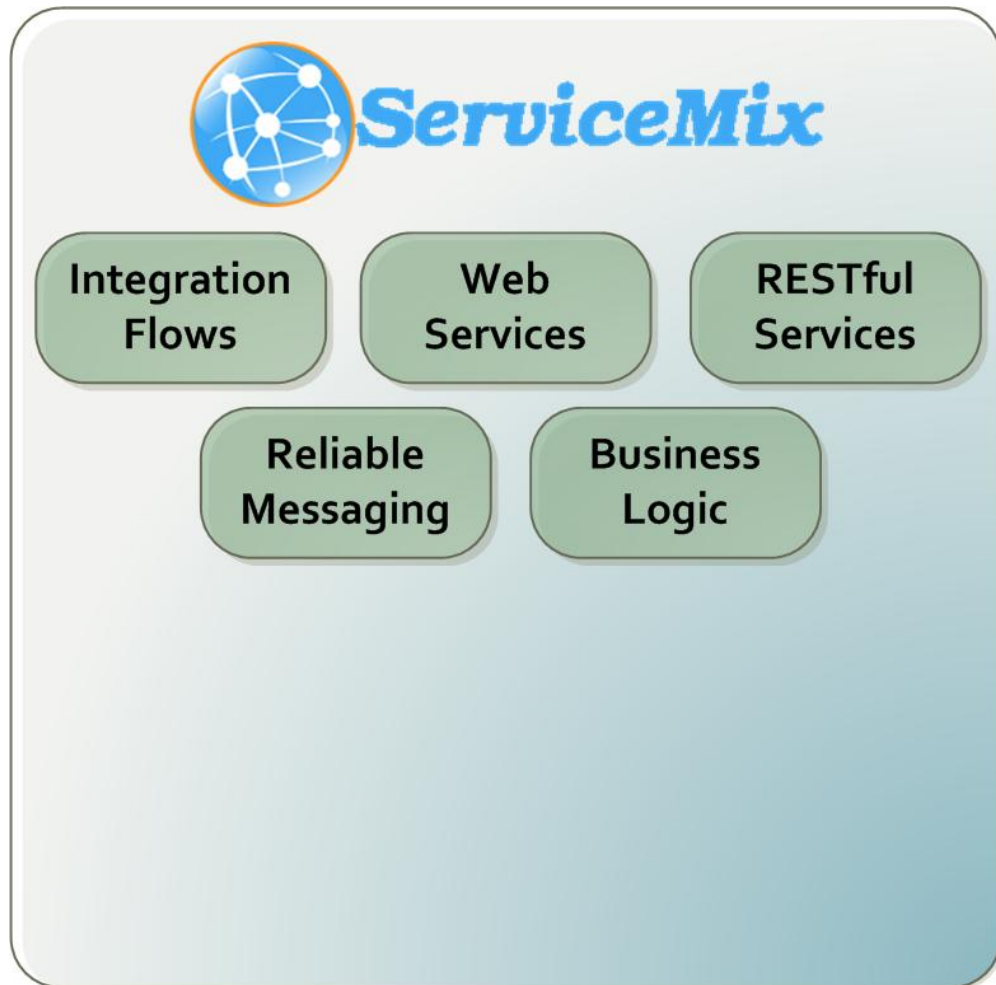 ServiceMix
Integration
Flows
Web
Services
RESTful
Services
Reliable
Messaging
Business
Logic